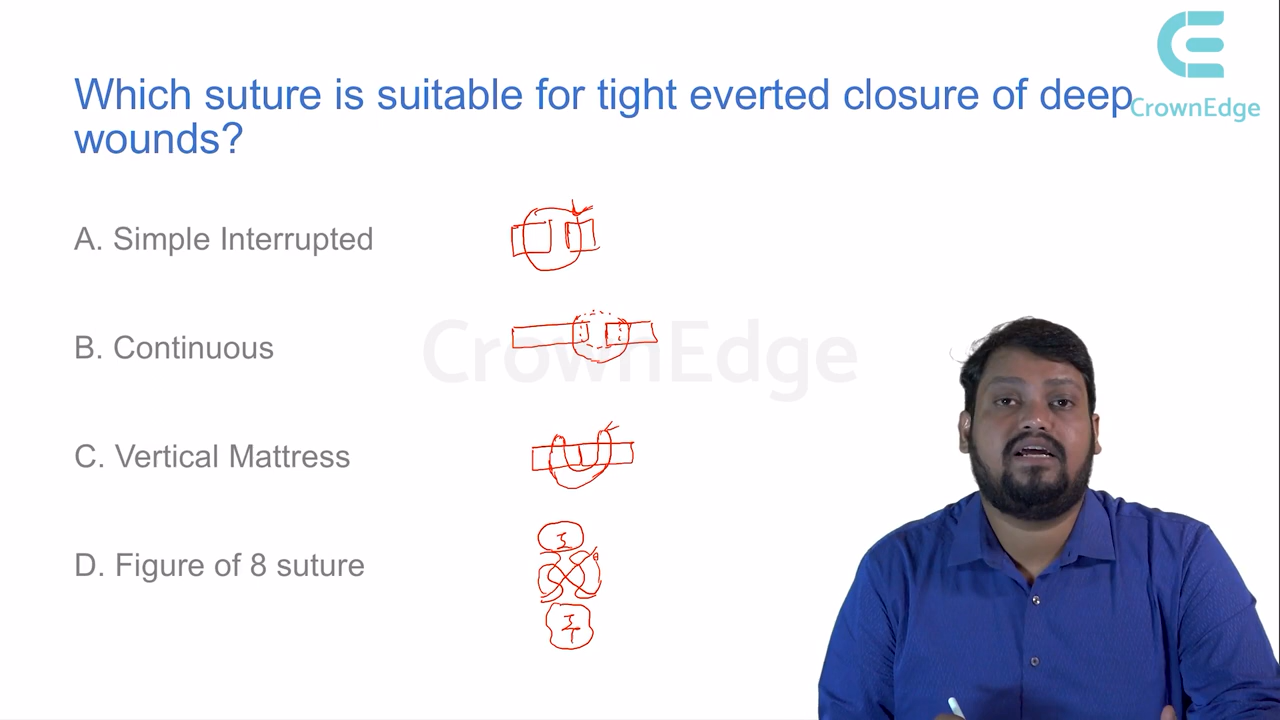 CrownEdge
Which suture is suitable for tight everted closure of deep
wounds?
A. Simple Interrupted
B. Continuous
CrownEdge
C. Vertical Mattress
D. Figure of 8 suture